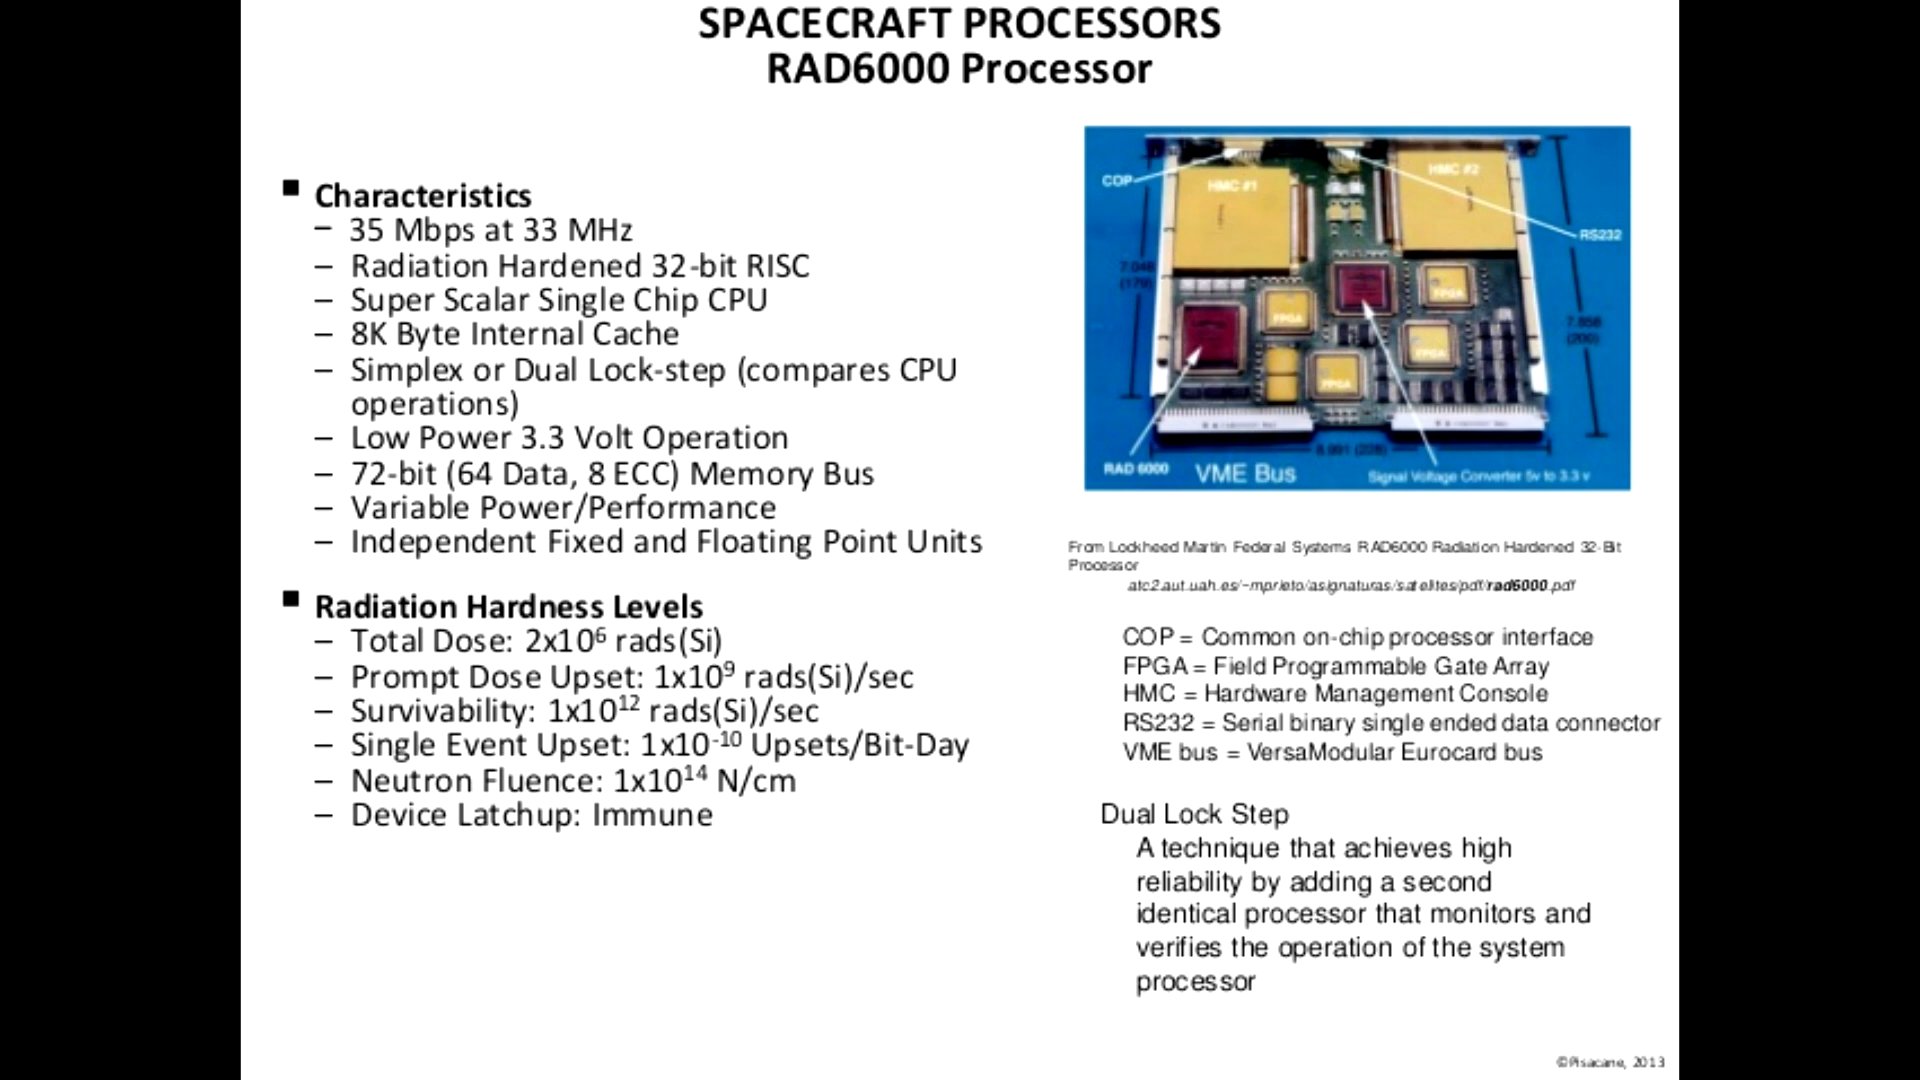 SPACECRAFT PROCESSORS
RAD6000 Processor
Characteristics
– 35 Mbps at 33 MHz
– Radiation Hardened 32-bit RISC
– Super Scalar Single Chip CPU
– 8K Byte Internal Cache
– Simplex or Dual Lock-step (compares CPU
operations)
– Low Power 3.3 Volt Operation
– 72-bit (64 Data, 8 ECC) Memory Bus
– Variable Power/Performance
– Independent Fixed and Floating Point Units
Radiation Hardness Levels
– Total Dose: 2x10⁶ rads(Si)
– Prompt Dose Upset: 1x10⁹ rads(Si)/sec
– Survivability: 1x10¹² rads(Si)/sec
– Single Event Upset: 1x10⁻¹⁰ Upsets/Bit-Day
– Neutron Fluence: 1x10¹⁴ N/cm
– Device Latchup: Immune
COP
HMC #1
HMC #2
RS232
7.048
(179)
FPGA
FPGA
FPGA
FPGA
7.858
(200)
8.991 (228)
RAD 6000
VME Bus
Signal Voltage Converter 5v to 3.3 v
From Lockheed Martin Federal Systems RAD6000 Radiation Hardened 32-Bit
Processor
atc2.aut.uah.es/~mprieto/asignaturas/satelites/pdf/rad6000.pdf
COP = Common on-chip processor interface
FPGA = Field Programmable Gate Array
HMC = Hardware Management Console
RS232 = Serial binary single ended data connector
VME bus = VersaModular Eurocard bus
Dual Lock Step
A technique that achieves high
reliability by adding a second
identical processor that monitors and
verifies the operation of the system
processor
©Pisacane, 2013